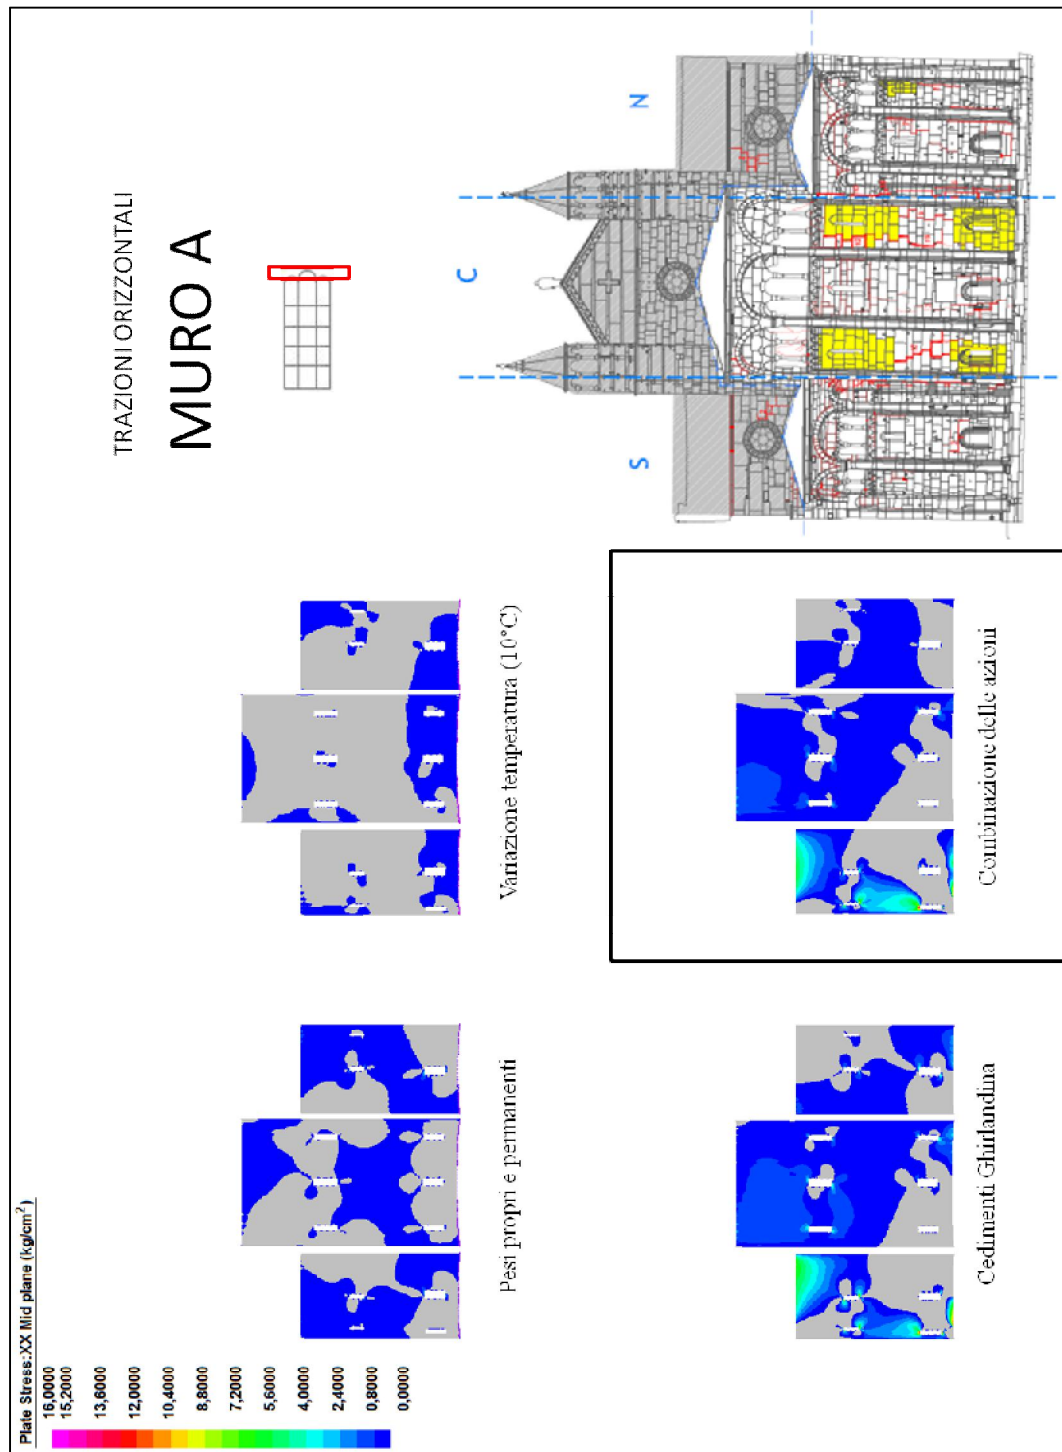 TRAZIONI ORIZZONTALI
MURO A
Plate Stress:XX Mid plane (kg/cm²)
16,0000
15,2000
13,6000
12,0000
10,4000
8,8000
7,2000
5,6000
4,0000
2,4000
0,8000
0,0000
Pesi propri e permanenti
Variazione temperatura (10°C)
Cedimenti Ghirlandina
Combinazione delle azioni
S
C
N